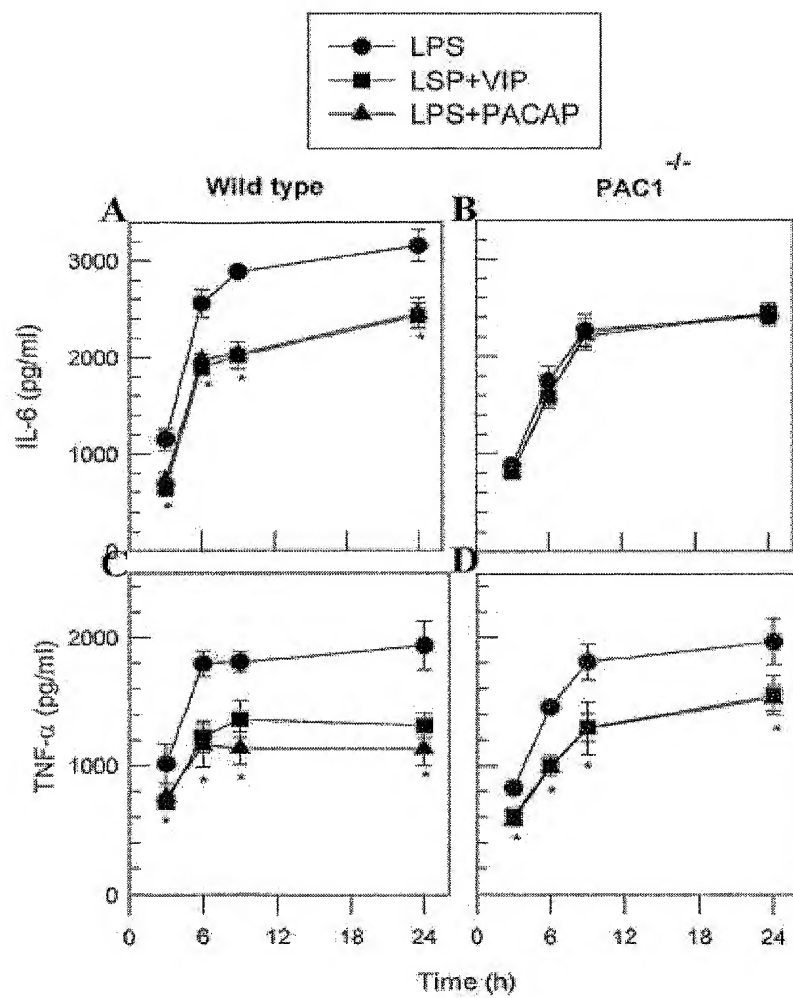 LPS
LSP+VIP
LPS+PACAP
Wild type
PAC1 -/-
A
B
3000
2000
1000
0
IL-6 (pg/ml)
* * * *
C
D
2000
1000
0
TNF-α (pg/ml)
* * * *
* * * *
0 6 12 18 24
0 6 12 18 24
Time (h)